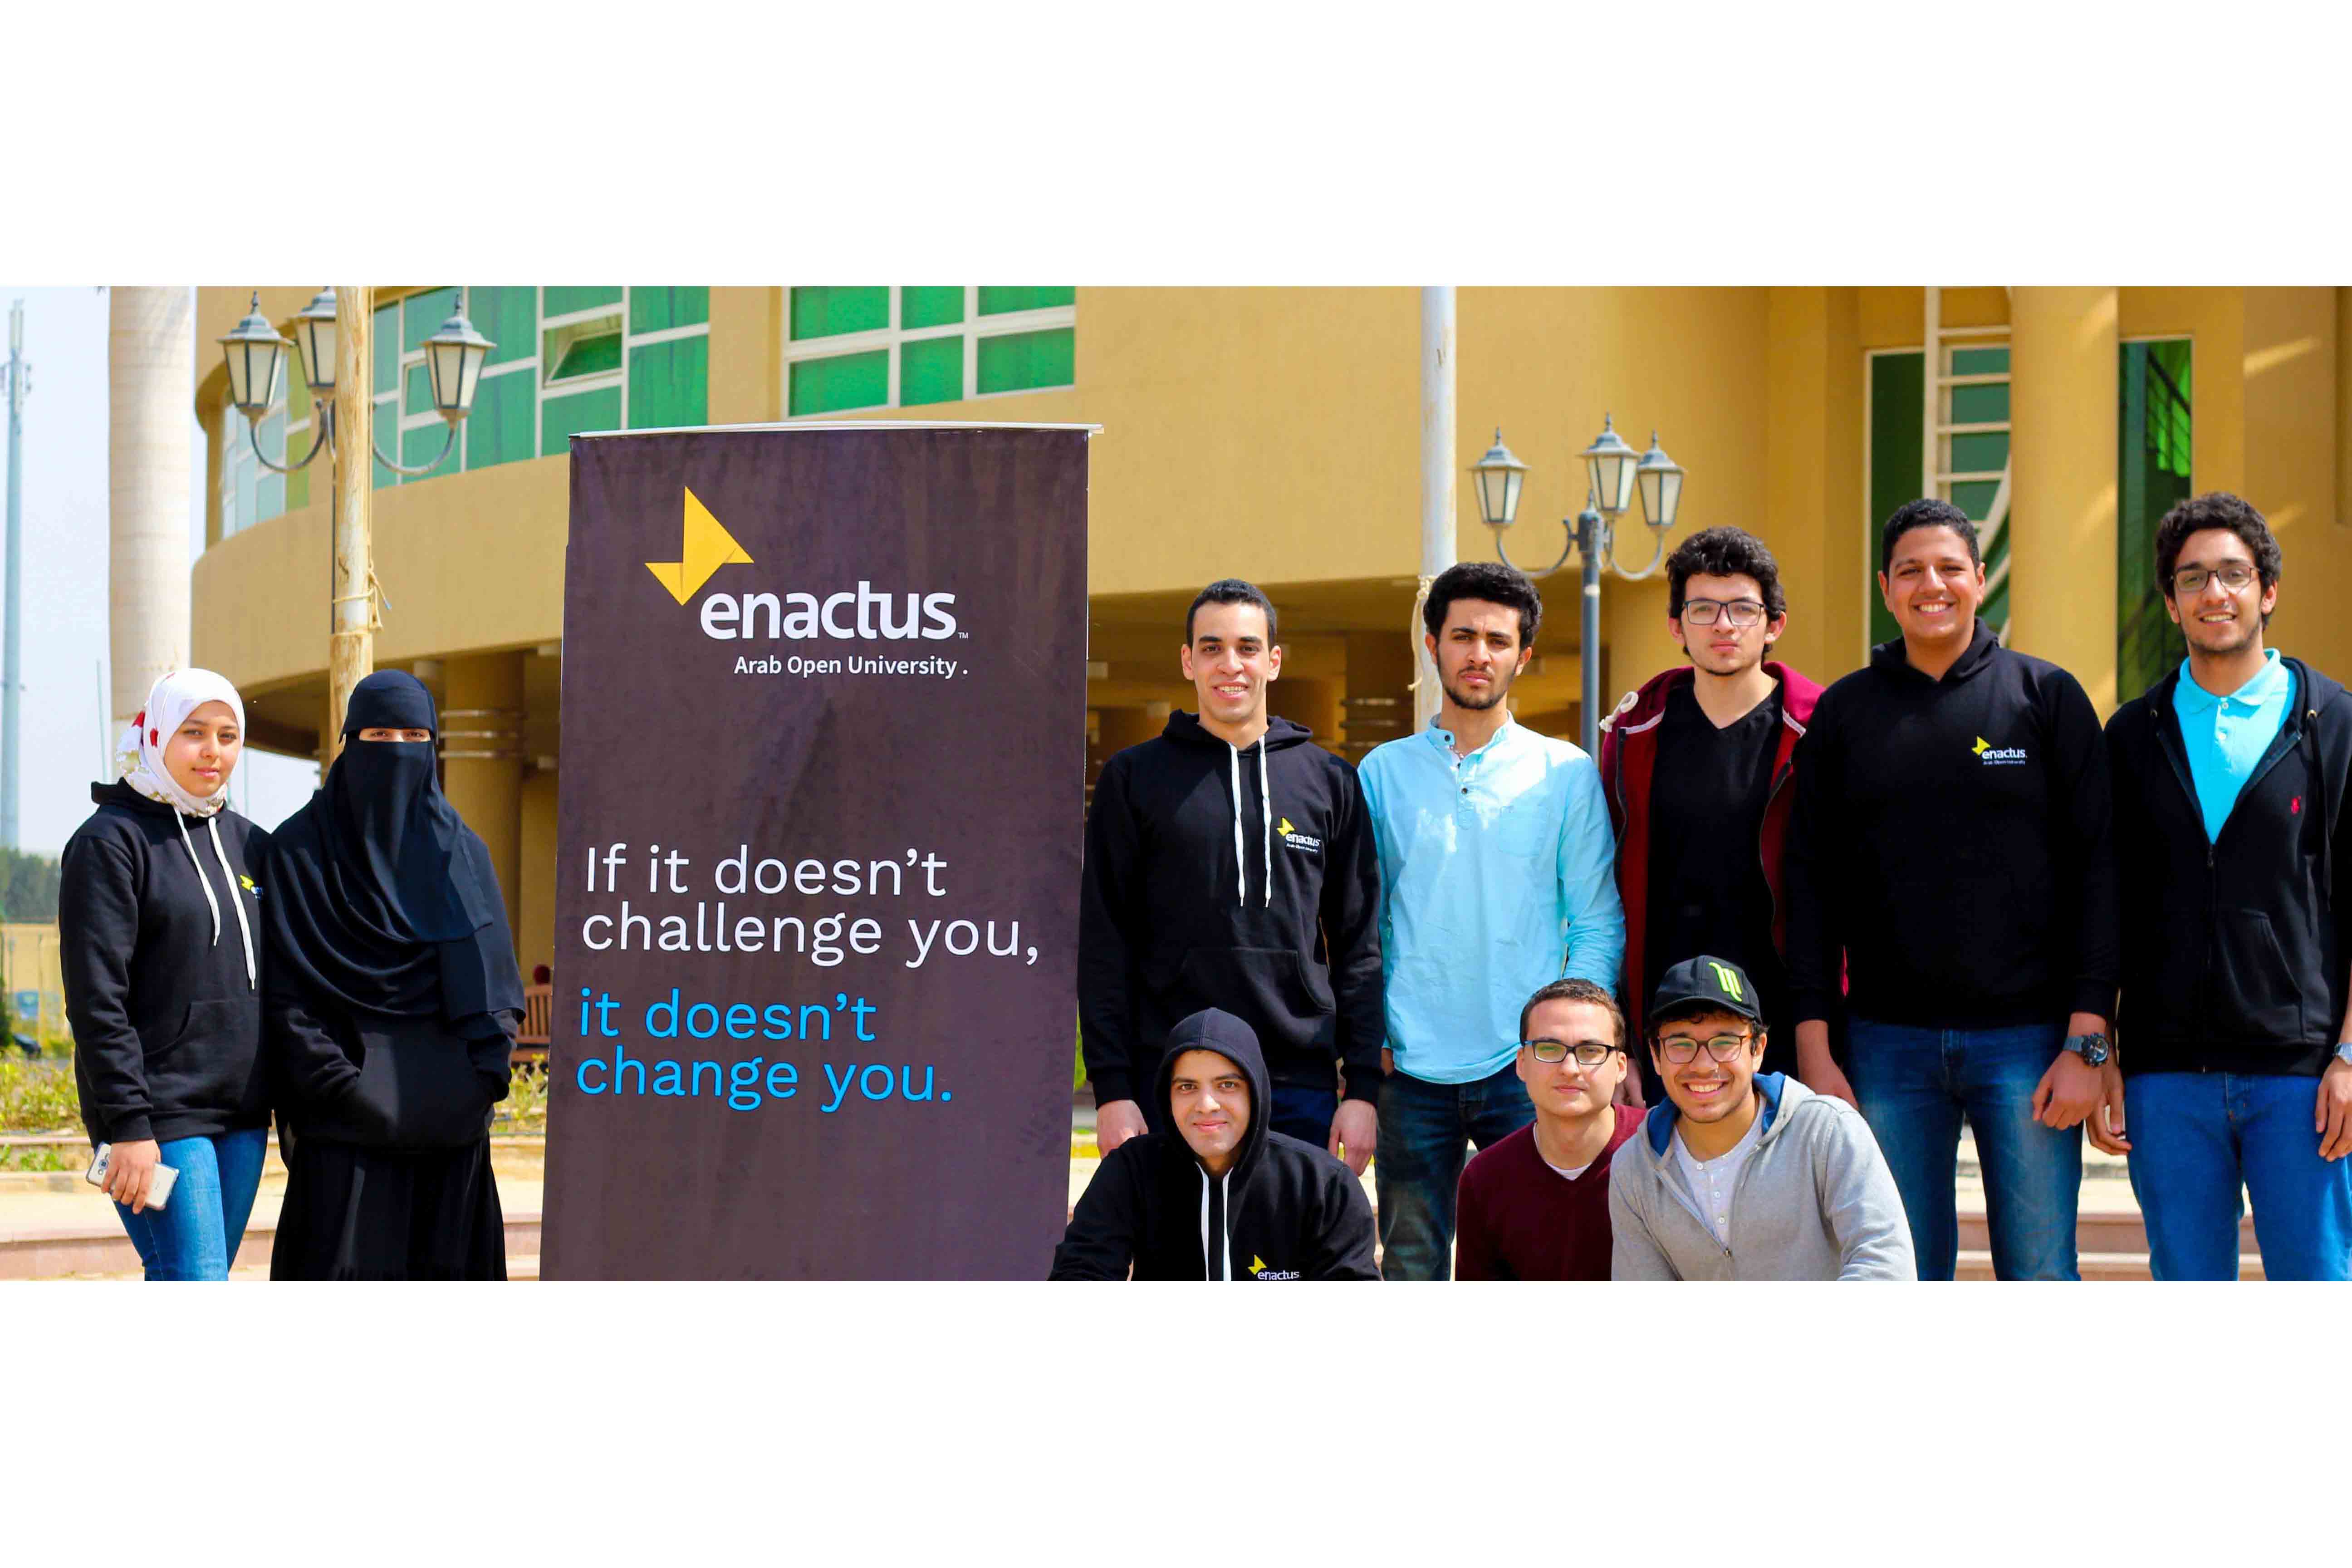 enactus™
Arab Open University .
If it doesn't
challenge you,
it doesn't
change you.
enactus
Arab Open University
enactus
Arab Open University
enactus